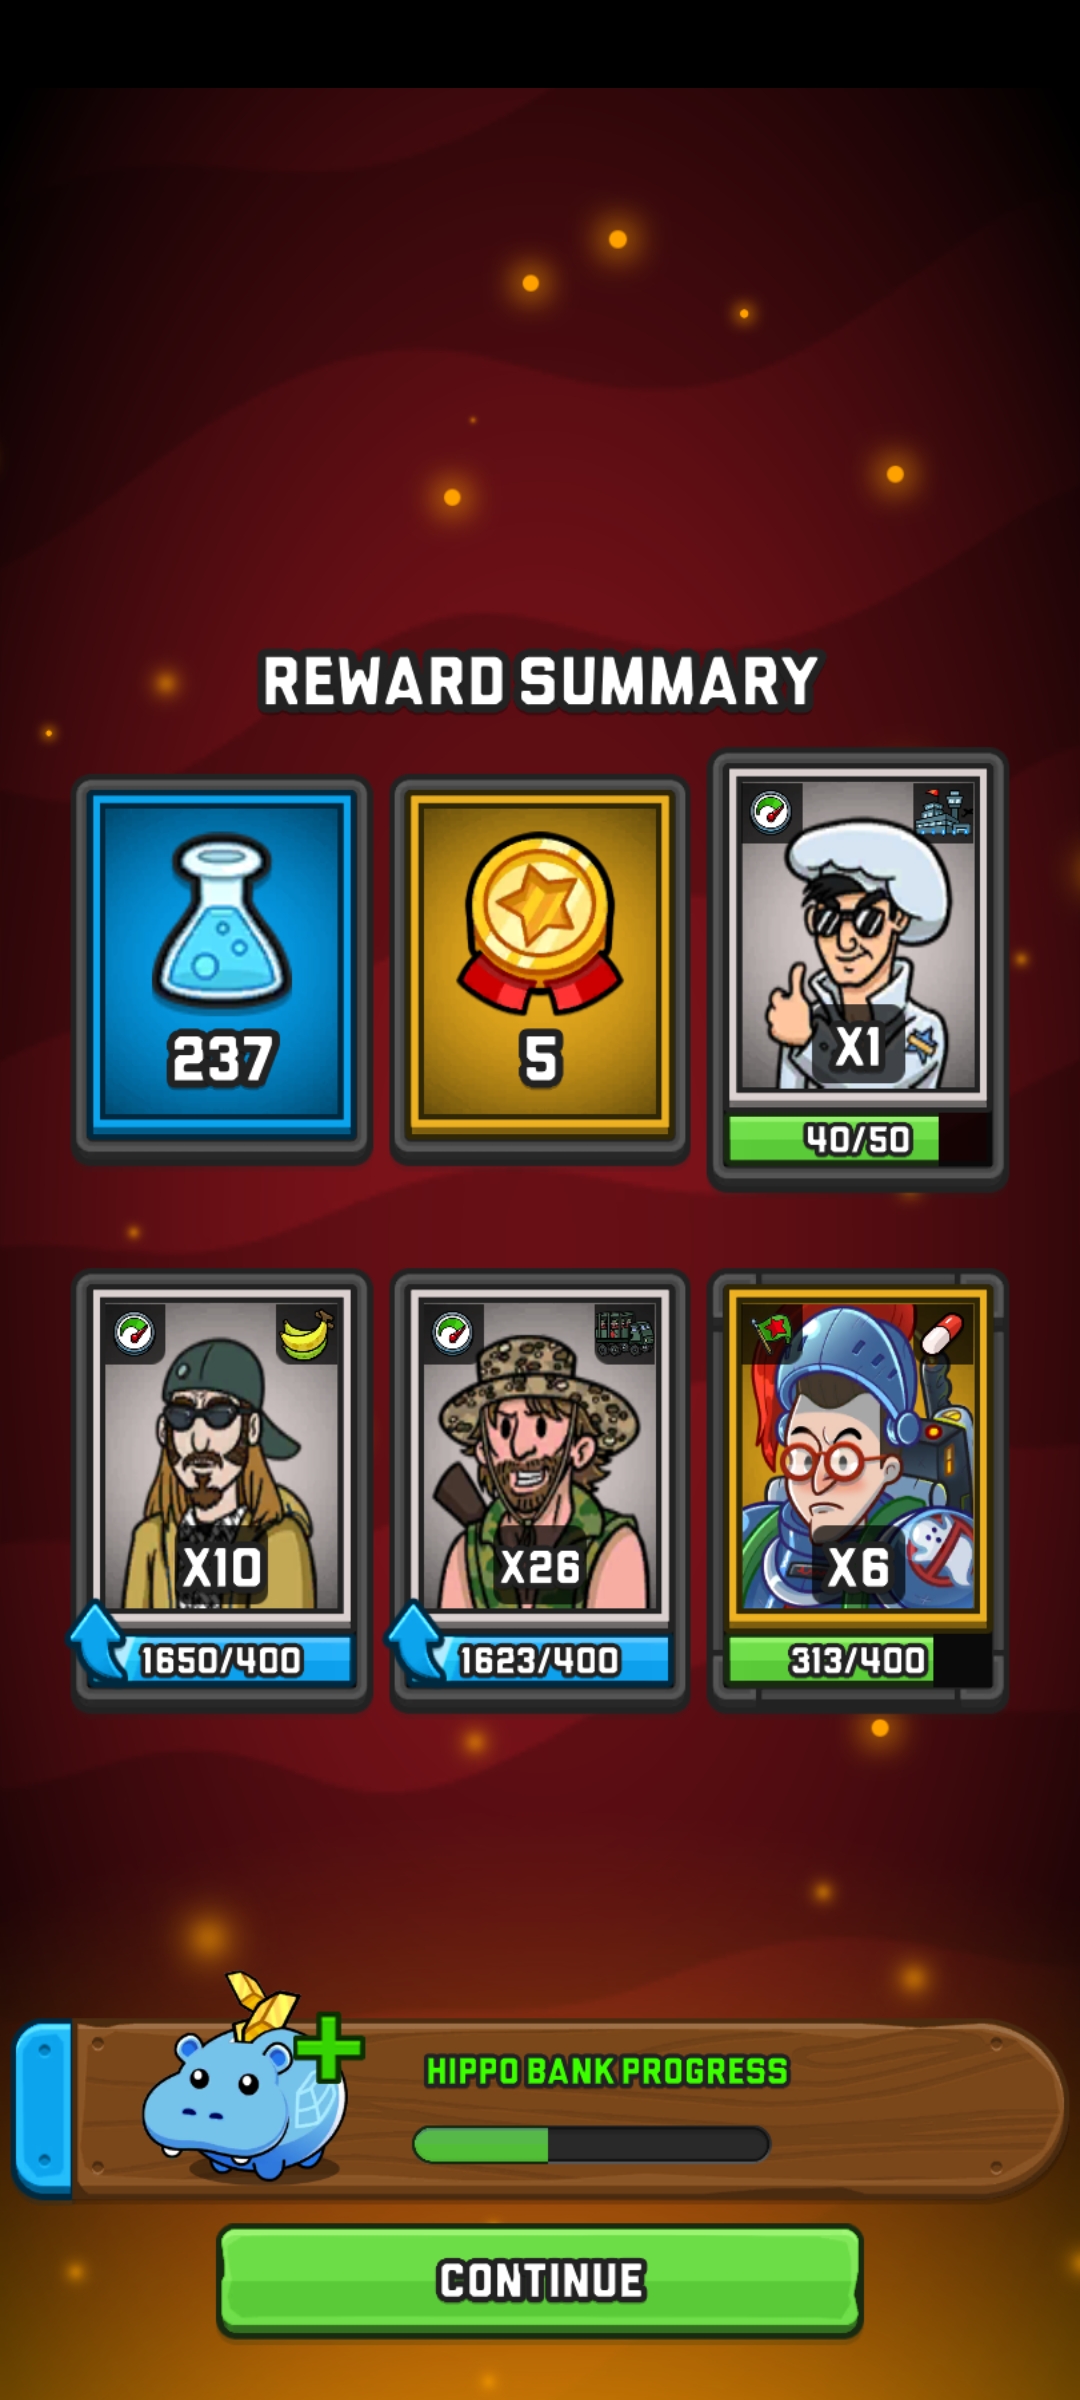 REWARD SUMMARY
237
5
X1
40/50
X10
1650/400
X26
1623/400
X6
313/400
HIPPO BANK PROGRESS
CONTINUE